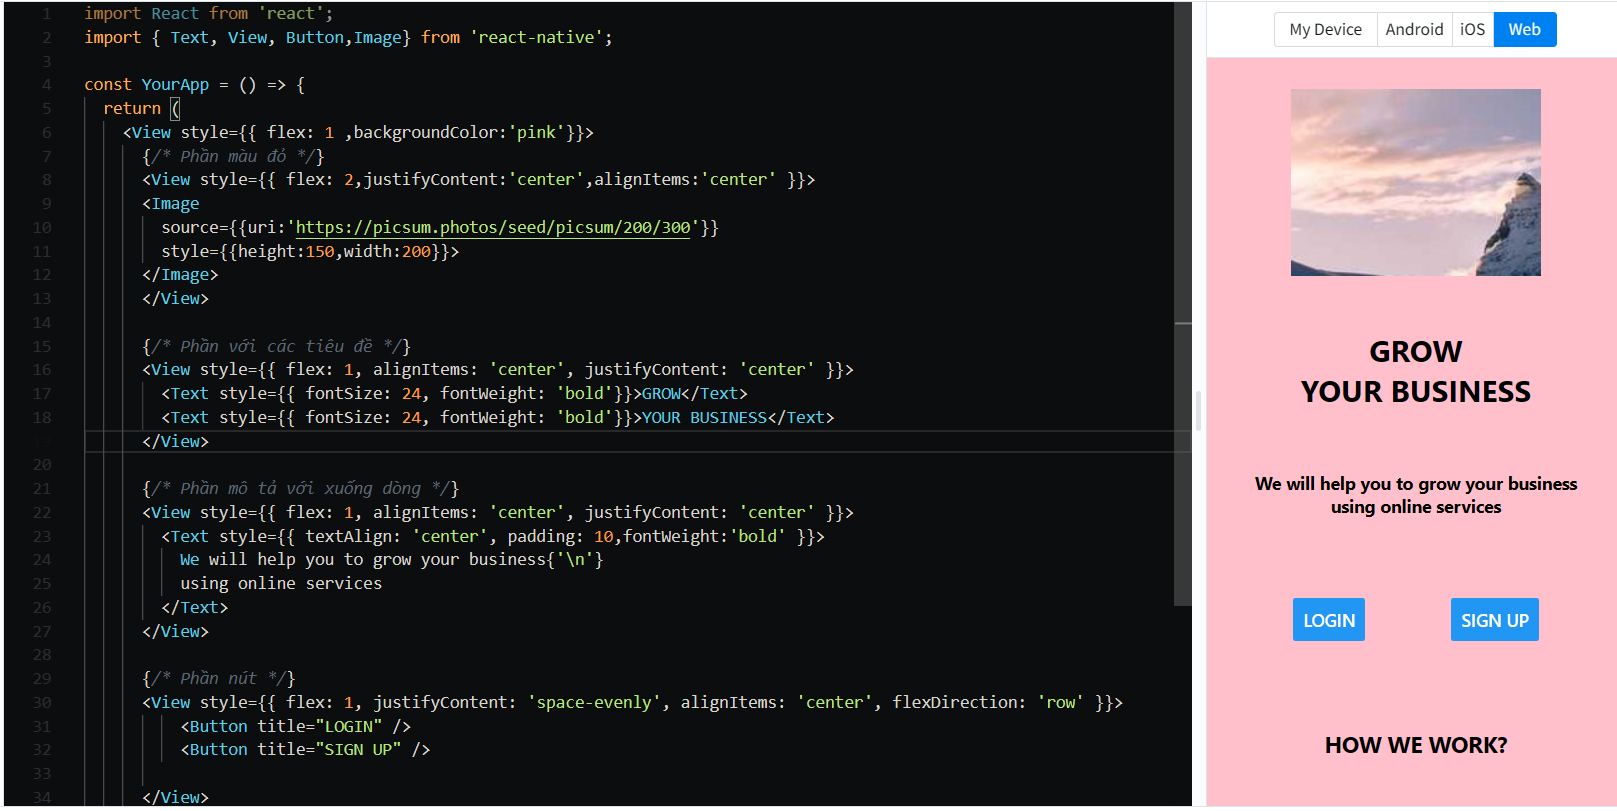 1 import React from 'react';
2 import { Text, View, Button,Image} from 'react-native';
3
4 const YourApp = () => {
5 return (
6 <View style={{ flex: 1 ,backgroundColor:'pink'}}>
7 {/* Phần màu đỏ */}
8 <View style={{ flex: 2,justifyContent:'center',alignItems:'center' }}>
9 <Image
10 source={{uri:'https://picsum.photos/seed/picsum/200/300'}}
11 style={{height:150,width:200}}>
12 </Image>
13 </View>
14
15 {/* Phần với các tiêu đề */}
16 <View style={{ flex: 1, alignItems: 'center', justifyContent: 'center' }}>
17 <Text style={{ fontSize: 24, fontWeight: 'bold'}}>GROW</Text>
18 <Text style={{ fontSize: 24, fontWeight: 'bold'}}>YOUR BUSINESS</Text>
</View>
20
21 {/* Phần mô tả với xuống dòng */}
22 <View style={{ flex: 1, alignItems: 'center', justifyContent: 'center' }}>
23 <Text style={{ textAlign: 'center', padding: 10,fontWeight:'bold' }}>
24 We will help you to grow your business{'\n'}
25 using online services
26 </Text>
27 </View>
28
29 {/* Phần nút */}
30 <View style={{ flex: 1, justifyContent: 'space-evenly', alignItems: 'center', flexDirection: 'row' }}>
31 <Button title="LOGIN" />
32 <Button title="SIGN UP" />
33
34 </View>
My Device Android iOS Web
GROW
YOUR BUSINESS
We will help you to grow your business
using online services
LOGIN SIGN UP
HOW WE WORK?